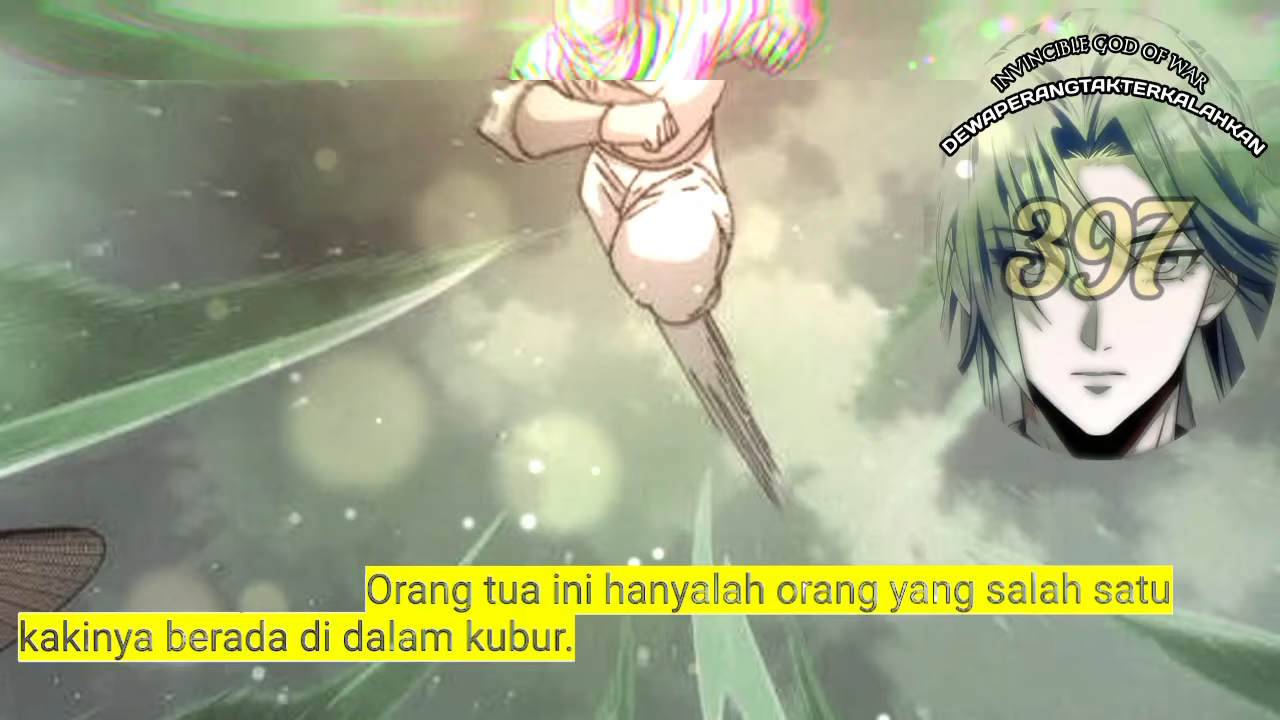 INVINCIBLE GOD OF WAR
DEWAPERANGTAKTERKALAHKAN
397
Orang tua ini hanyalah orang yang salah satu
kakinya berada di dalam kubur.